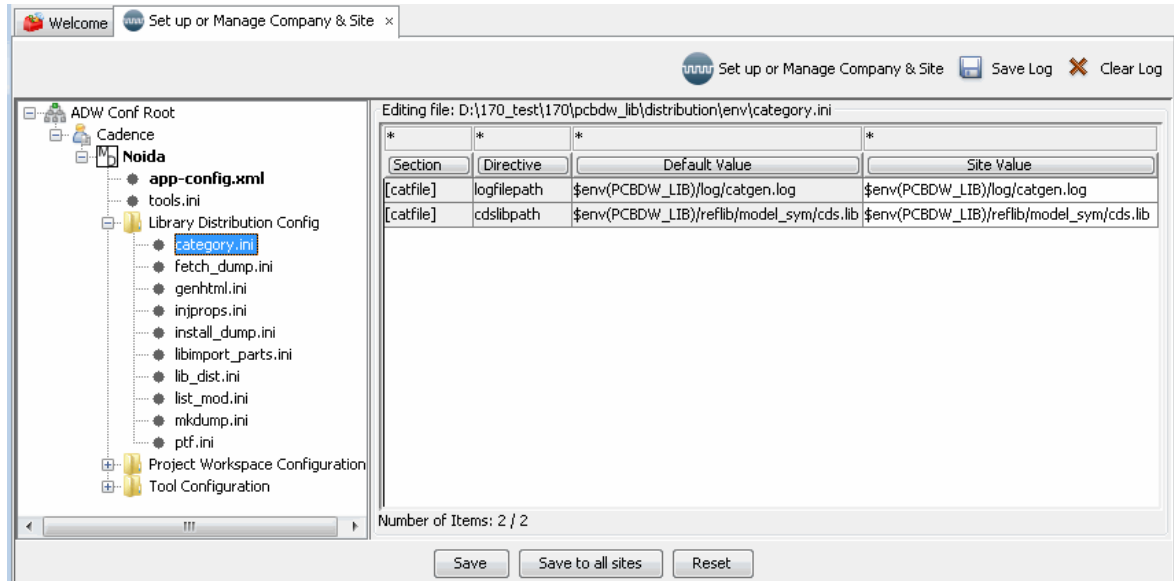 Welcome
Set up or Manage Company & Site ×
Set up or Manage Company & Site
Save Log
Clear Log
ADW Conf Root
Cadence
Noida
app-config.xml
tools.ini
Library Distribution Config
category.ini
fetch_dump.ini
genhtml.ini
injprops.ini
install_dump.ini
libimport_parts.ini
lib_dist.ini
list_mod.ini
mkdump.ini
ptf.ini
Project Workspace Configuration
Tool Configuration
Editing file: D:\170_test\170\pcbdw_lib\distribution\env\category.ini
* * * *
Section Directive Default Value Site Value
[catfile] logfilepath $env(PCBDW_LIB)/log/catgen.log $env(PCBDW_LIB)/log/catgen.log
[catfile] cdslibpath $env(PCBDW_LIB)/reflib/model_sym/cds.lib $env(PCBDW_LIB)/reflib/model_sym/cds.lib
Number of Items: 2 / 2
Save Save to all sites Reset